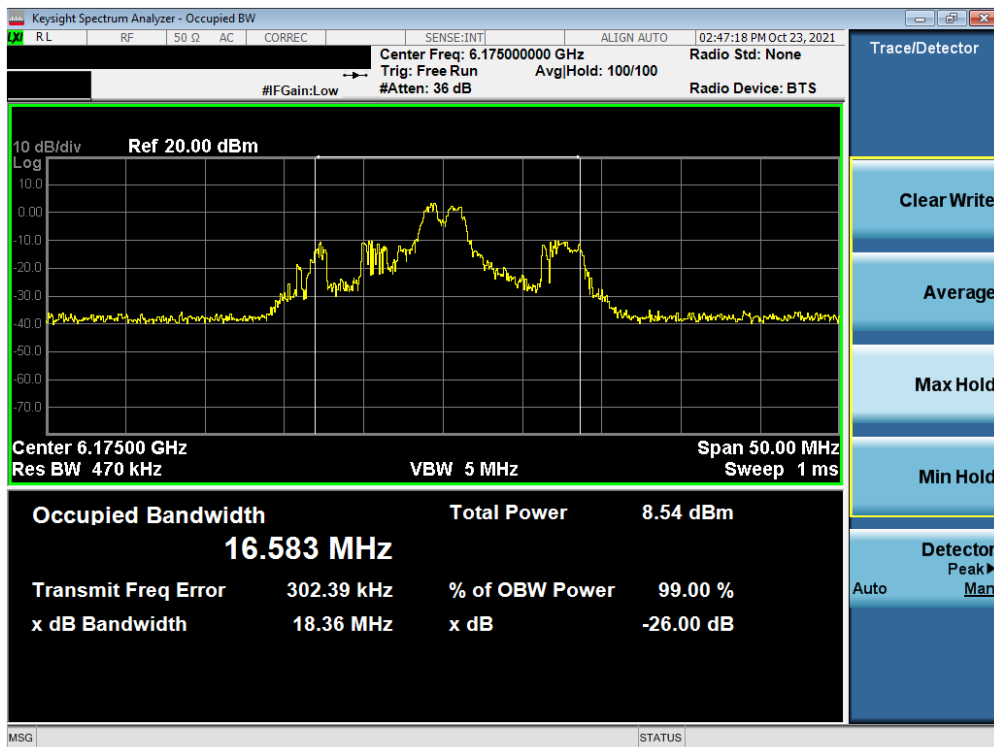 Keysight Spectrum Analyzer - Occupied BW
LXI RL RF 50 Ω AC CORREC SENSE:INT ALIGN AUTO 02:47:18 PM Oct 23, 2021
Center Freq: 6.175000000 GHz Radio Std: None
Trig: Free Run Avg|Hold: 100/100
#IFGain:Low #Atten: 36 dB Radio Device: BTS
Trace/Detector
10 dB/div Ref 20.00 dBm
Log
10.0
0.00
-10.0
-20.0
-30.0
-40.0
-50.0
-60.0
-70.0
Center 6.17500 GHz Span 50.00 MHz
Res BW 470 kHz VBW 5 MHz Sweep 1 ms
Occupied Bandwidth Total Power 8.54 dBm
16.583 MHz
Transmit Freq Error 302.39 kHz % of OBW Power 99.00 %
x dB Bandwidth 18.36 MHz x dB -26.00 dB
Clear Write
Average
Max Hold
Min Hold
Detector
Peak▶
Auto Man
MSG STATUS